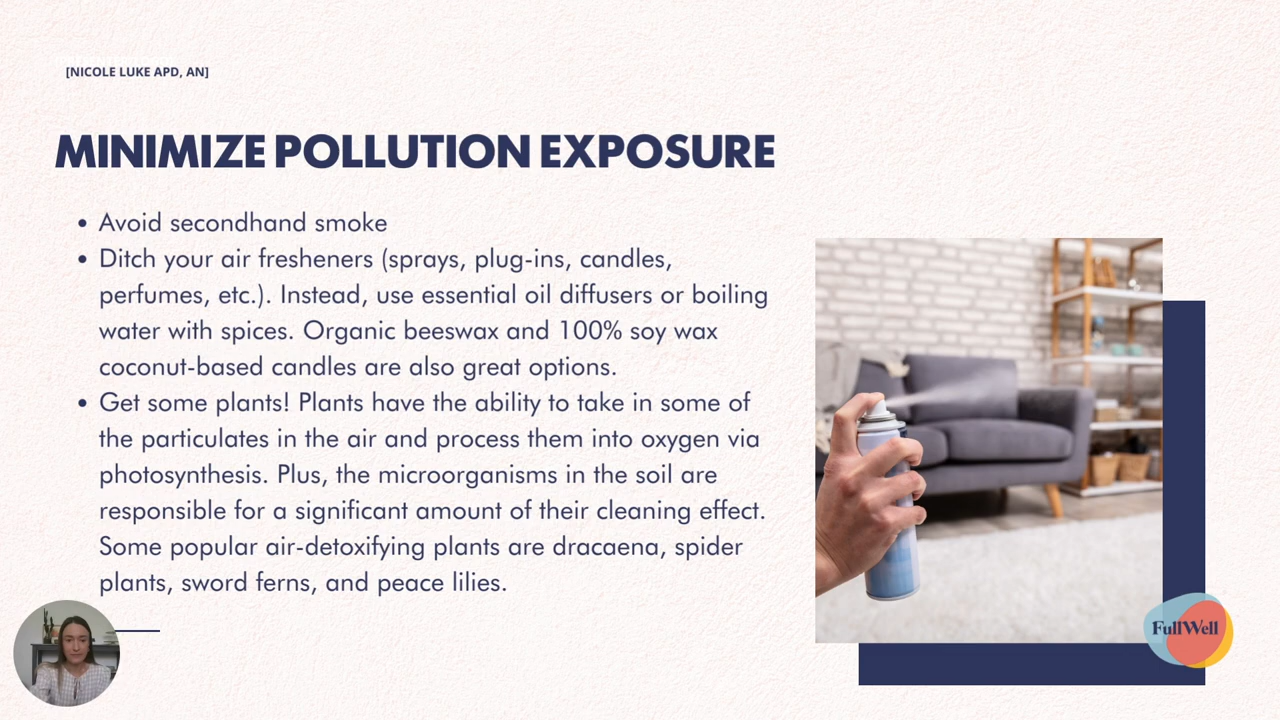 [NICOLE LUKE APD, AN]
MINIMIZE POLLUTION EXPOSURE
• Avoid secondhand smoke
• Ditch your air fresheners (sprays, plug-ins, candles,
perfumes, etc.). Instead, use essential oil diffusers or boiling
water with spices. Organic beeswax and 100% soy wax
coconut-based candles are also great options.
• Get some plants! Plants have the ability to take in some of
the particulates in the air and process them into oxygen via
photosynthesis. Plus, the microorganisms in the soil are
responsible for a significant amount of their cleaning effect.
Some popular air-detoxifying plants are dracaena, spider
plants, sword ferns, and peace lilies.
FullWell